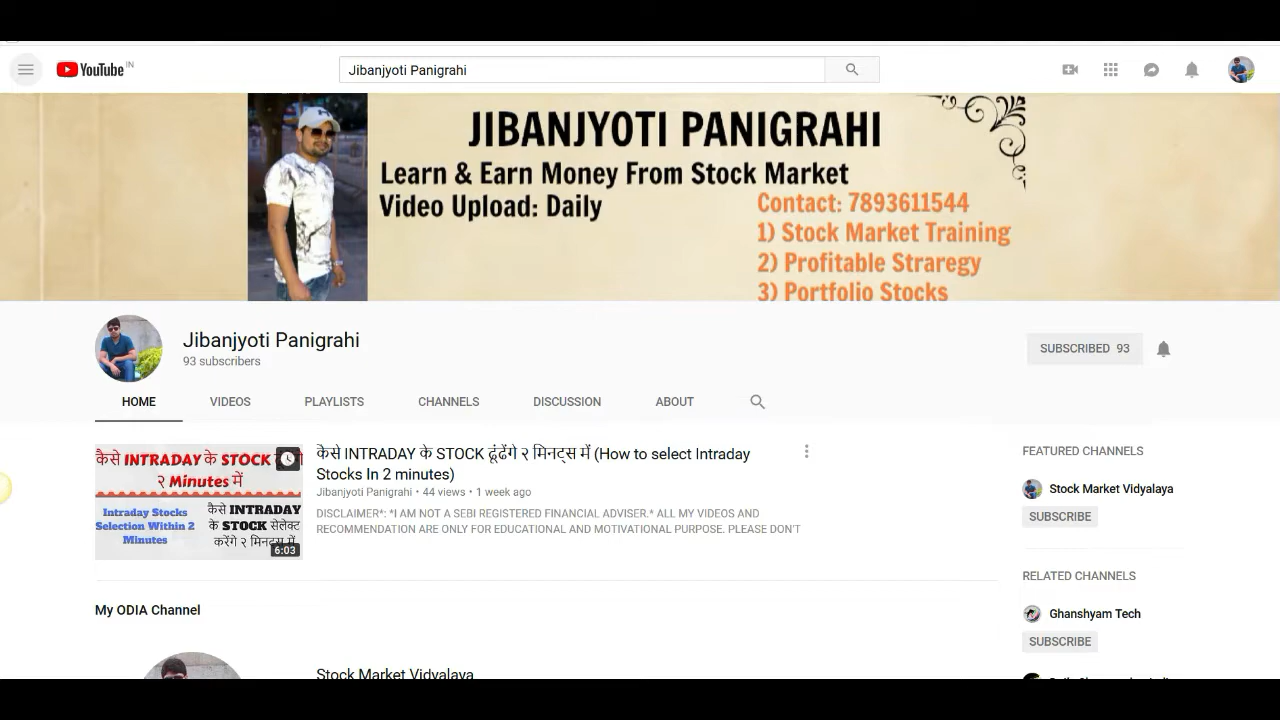 YouTube IN
Jibanjyoti Panigrahi
JIBANJYOTI PANIGRAHI
Learn & Earn Money From Stock Market
Video Upload: Daily
Contact: 7893611544
1) Stock Market Training
2) Profitable Straregy
3) Portfolio Stocks
Jibanjyoti Panigrahi
93 subscribers
SUBSCRIBED 93
HOME VIDEOS PLAYLISTS CHANNELS DISCUSSION ABOUT
कैसे INTRADAY के STOCK
२ Minutes में
Intraday Stocks
Selection Within 2
Minutes
कैसे INTRADAY
के STOCK सेलेक्ट
करेंगे २ मिनट्स में
6:03
कैसे INTRADAY के STOCK ढूंढेंगे २ मिनट्स में (How to select Intraday
Stocks In 2 minutes)
Jibanjyoti Panigrahi • 44 views • 1 week ago
DISCLAIMER*: *I AM NOT A SEBI REGISTERED FINANCIAL ADVISER.* ALL MY VIDEOS AND
RECOMMENDATION ARE ONLY FOR EDUCATIONAL AND MOTIVATIONAL PURPOSE. PLEASE DON'T
My ODIA Channel
Stock Market Vidyalaya
FEATURED CHANNELS
Stock Market Vidyalaya
SUBSCRIBE
RELATED CHANNELS
Ghanshyam Tech
SUBSCRIBE